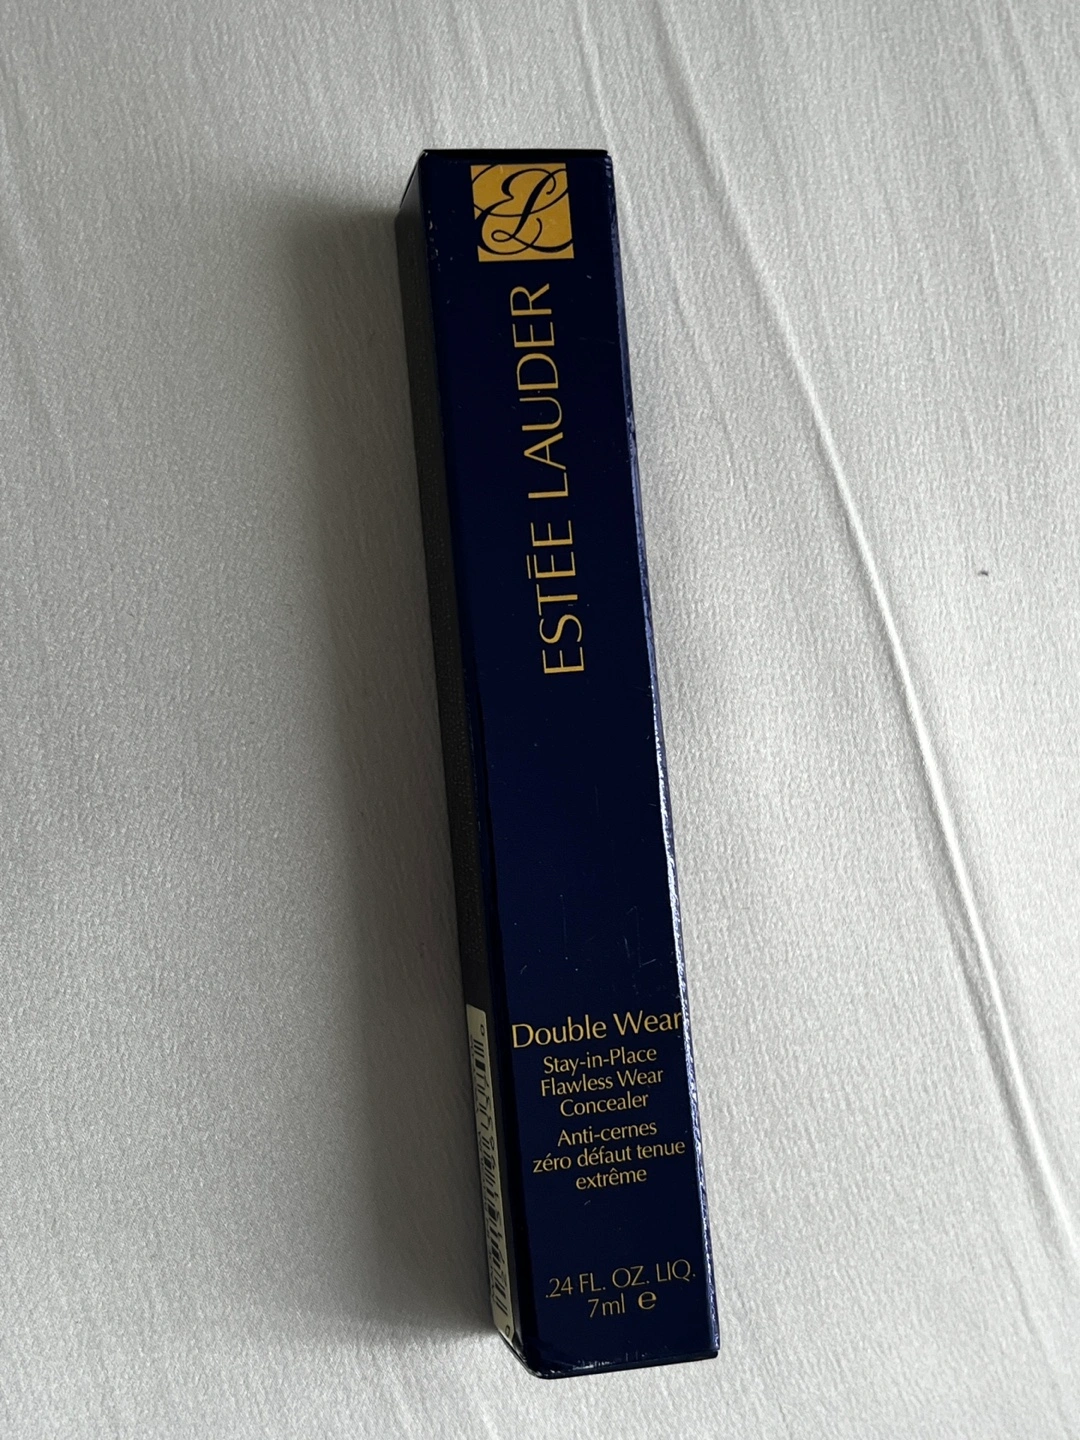 ESTĒE LAUDER
Double Wear
Stay-in-Place
Flawless Wear
Concealer
Anti-cernes
zéro défaut tenue
extrême
.24 FL. OZ. LIQ.
7ml e